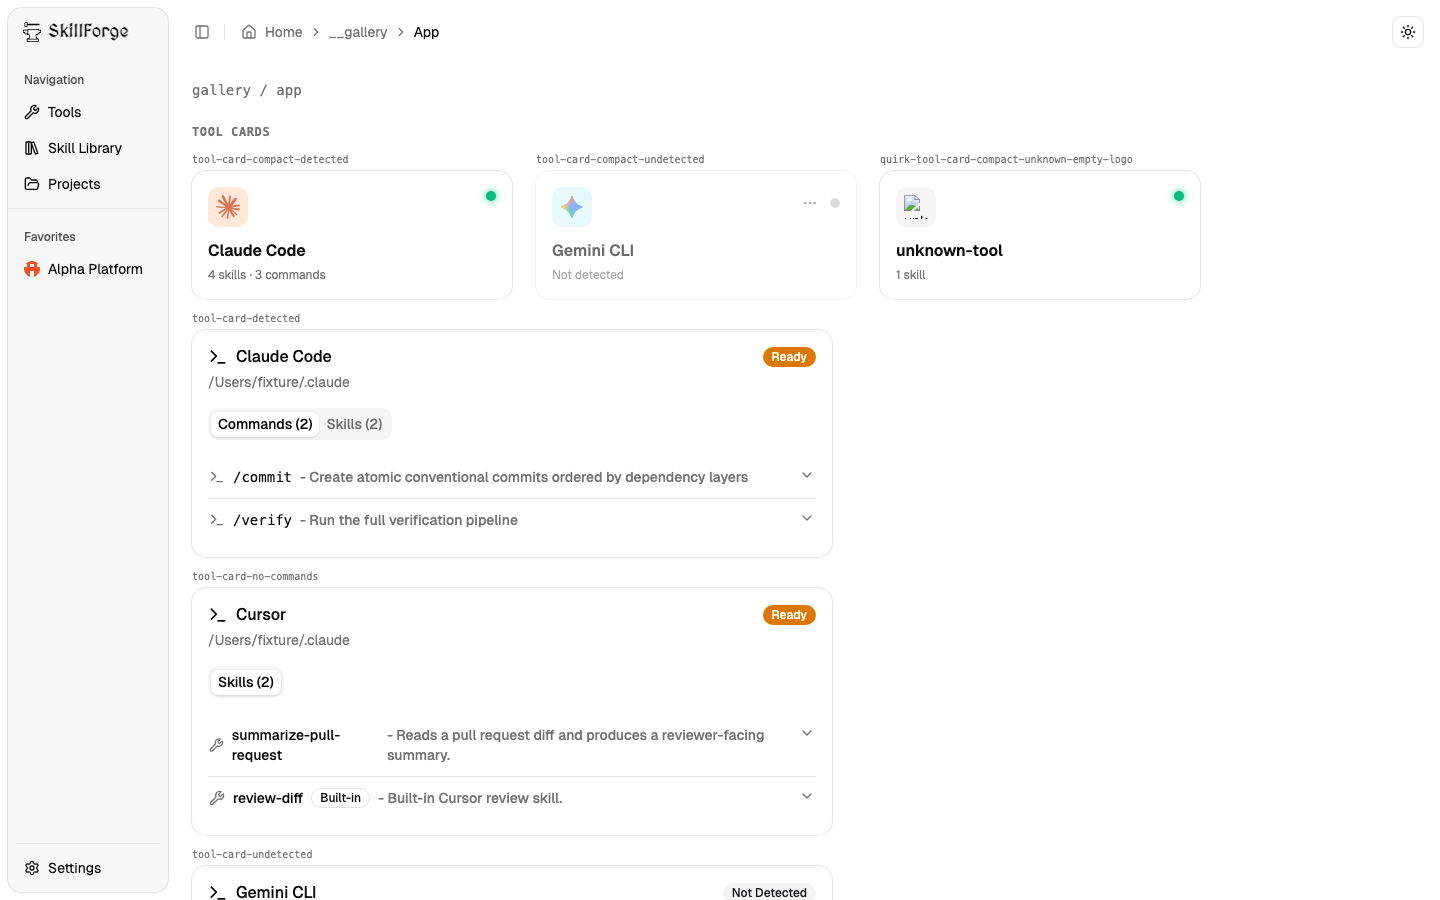 SkillForge
Home > __gallery > App
Navigation
Tools
Skill Library
Projects
Favorites
Alpha Platform
Settings
gallery / app
TOOL CARDS
tool-card-compact-detected
Claude Code
4 skills · 3 commands
tool-card-compact-undetected
Gemini CLI
Not detected
quirk-tool-card-compact-unknown-empty-logo
unknown-tool
1 skill
tool-card-detected
Claude Code
Ready
/Users/fixture/.claude
Commands (2) Skills (2)
/commit - Create atomic conventional commits ordered by dependency layers
/verify - Run the full verification pipeline
tool-card-no-commands
Cursor
Ready
/Users/fixture/.claude
Skills (2)
summarize-pull-request
- Reads a pull request diff and produces a reviewer-facing
summary.
review-diff Built-in - Built-in Cursor review skill.
tool-card-undetected
Gemini CLI
Not Detected